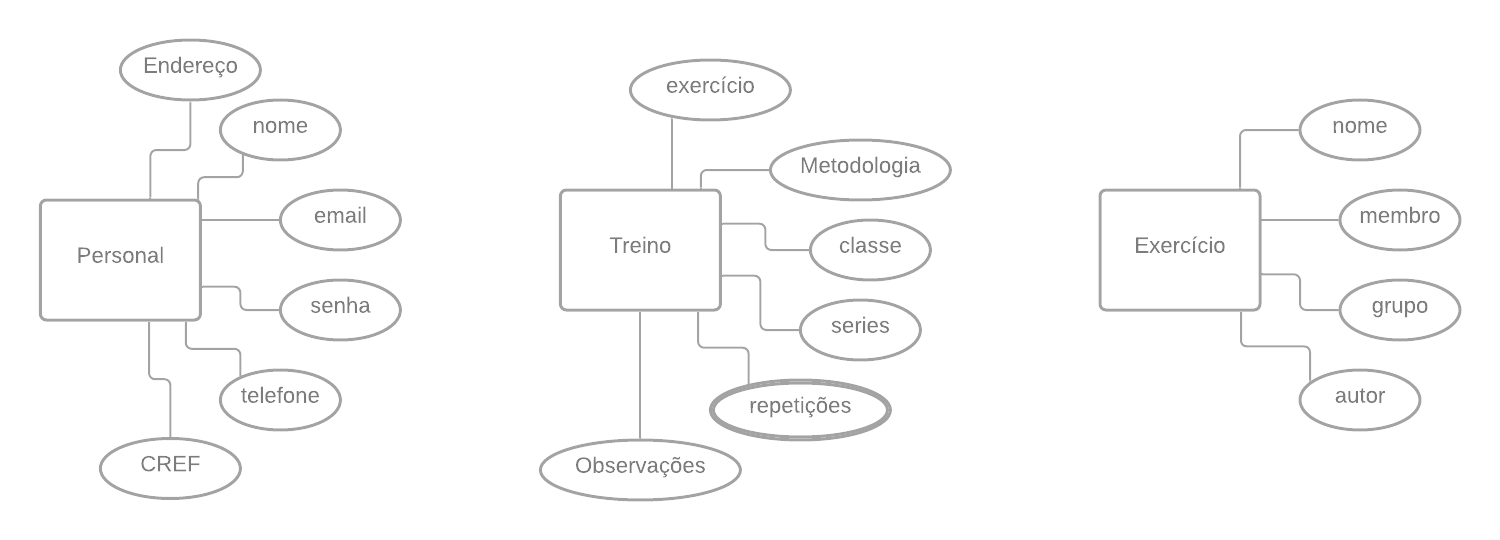 Endereço
nome
email
Personal
senha
telefone
CREF
exercício
Metodologia
Treino
classe
series
repetições
Observações
nome
membro
Exercício
grupo
autor